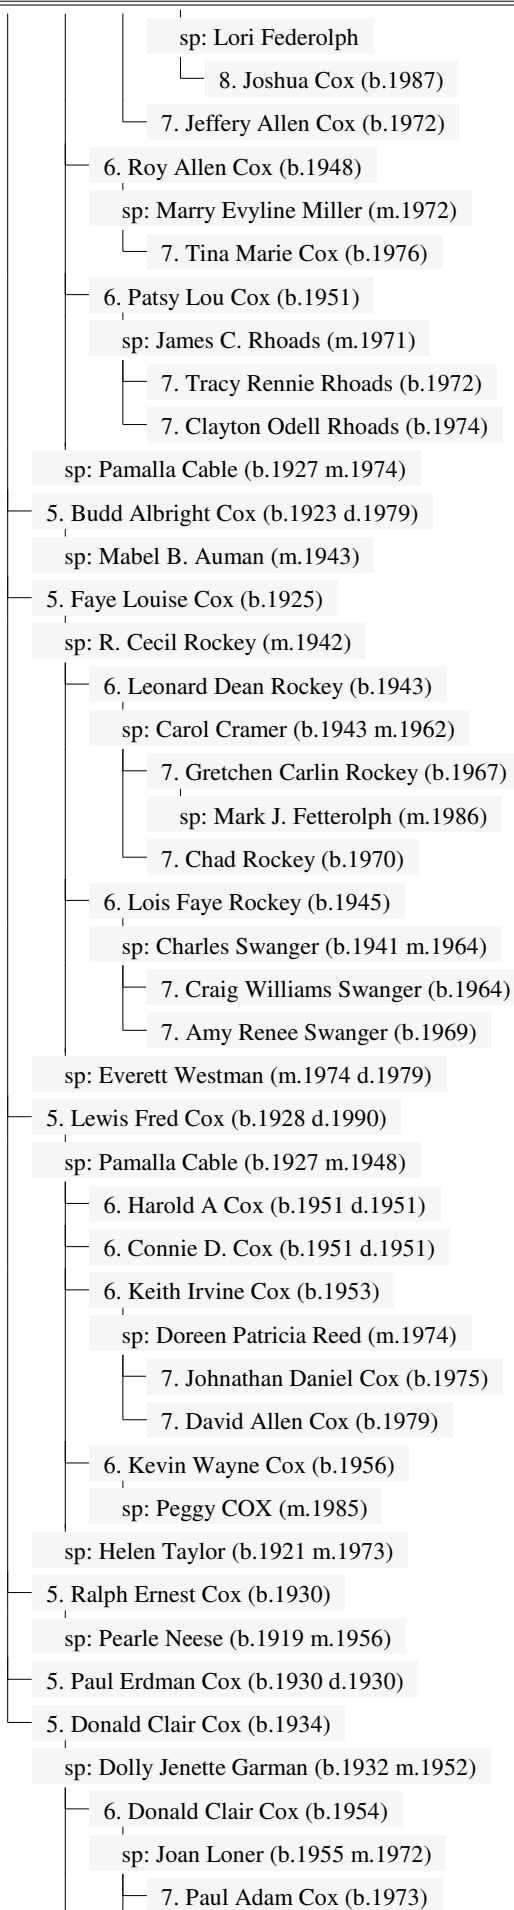 sp: Lori Federolph
8. Joshua Cox (b.1987)
7. Jeffery Allen Cox (b.1972)
6. Roy Allen Cox (b.1948)
sp: Marry Evyline Miller (m.1972)
7. Tina Marie Cox (b.1976)
6. Patsy Lou Cox (b.1951)
sp: James C. Rhoads (m.1971)
7. Tracy Rennie Rhoads (b.1972)
7. Clayton Odell Rhoads (b.1974)
sp: Pamalla Cable (b.1927 m.1974)
5. Budd Albright Cox (b.1923 d.1979)
sp: Mabel B. Auman (m.1943)
5. Faye Louise Cox (b.1925)
sp: R. Cecil Rockey (m.1942)
6. Leonard Dean Rockey (b.1943)
sp: Carol Cramer (b.1943 m.1962)
7. Gretchen Carlin Rockey (b.1967)
sp: Mark J. Fetterolph (m.1986)
7. Chad Rockey (b.1970)
6. Lois Faye Rockey (b.1945)
sp: Charles Swanger (b.1941 m.1964)
7. Craig Williams Swanger (b.1964)
7. Amy Renee Swanger (b.1969)
sp: Everett Westman (m.1974 d.1979)
5. Lewis Fred Cox (b.1928 d.1990)
sp: Pamalla Cable (b.1927 m.1948)
6. Harold A Cox (b.1951 d.1951)
6. Connie D. Cox (b.1951 d.1951)
6. Keith Irvine Cox (b.1953)
sp: Doreen Patricia Reed (m.1974)
7. Johnathan Daniel Cox (b.1975)
7. David Allen Cox (b.1979)
6. Kevin Wayne Cox (b.1956)
sp: Peggy COX (m.1985)
sp: Helen Taylor (b.1921 m.1973)
5. Ralph Ernest Cox (b.1930)
sp: Pearle Neese (b.1919 m.1956)
5. Paul Erdman Cox (b.1930 d.1930)
5. Donald Clair Cox (b.1934)
sp: Dolly Jenette Garman (b.1932 m.1952)
6. Donald Clair Cox (b.1954)
sp: Joan Loner (b.1955 m.1972)
7. Paul Adam Cox (b.1973)